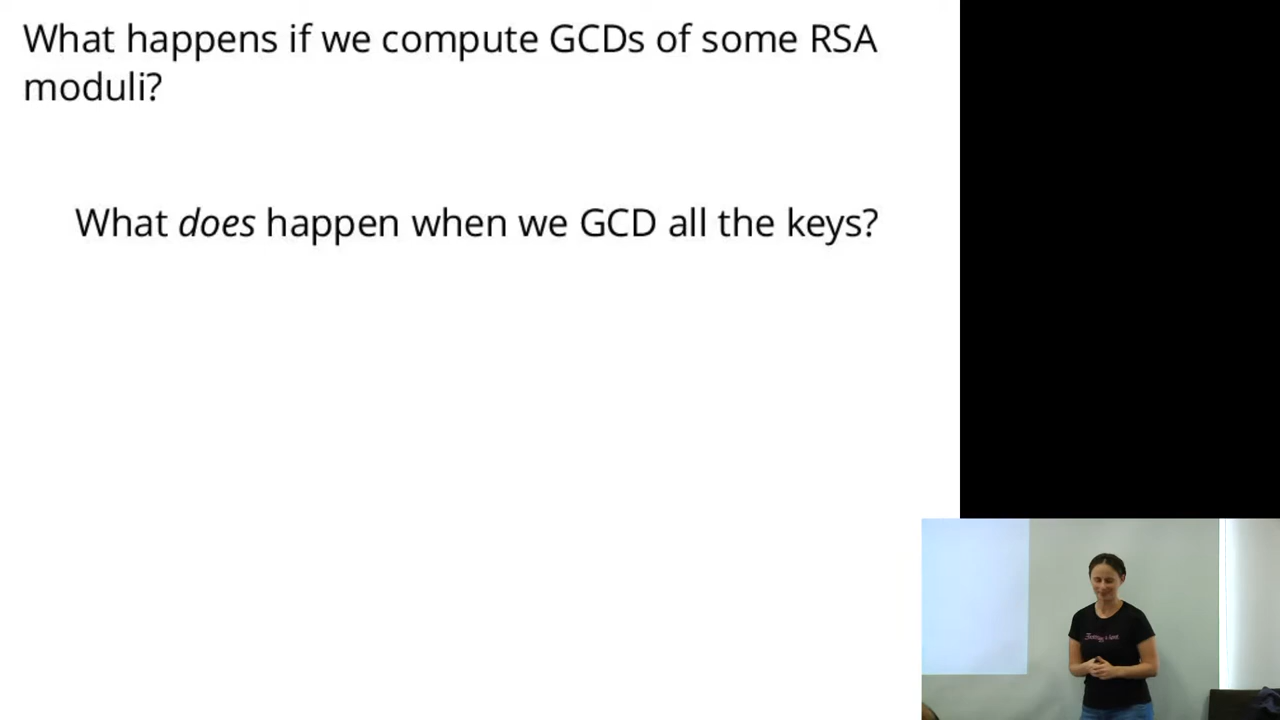 What happens if we compute GCDs of some RSA
moduli?
What does happen when we GCD all the keys?